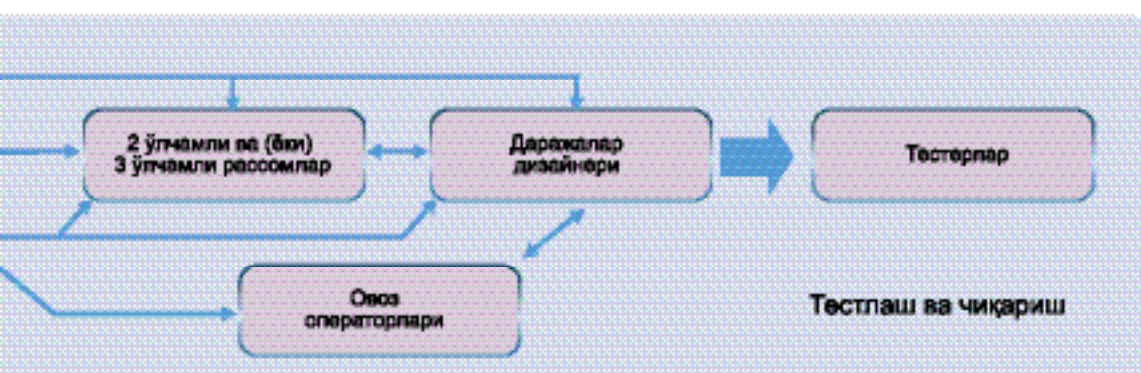 2 ўлчамли ва (ёки)
3 ўлчамли рассомлар
Даражалар
дизайнери
Тестерлар
Овоз
операторлари
Тестлаш ва чиқариш